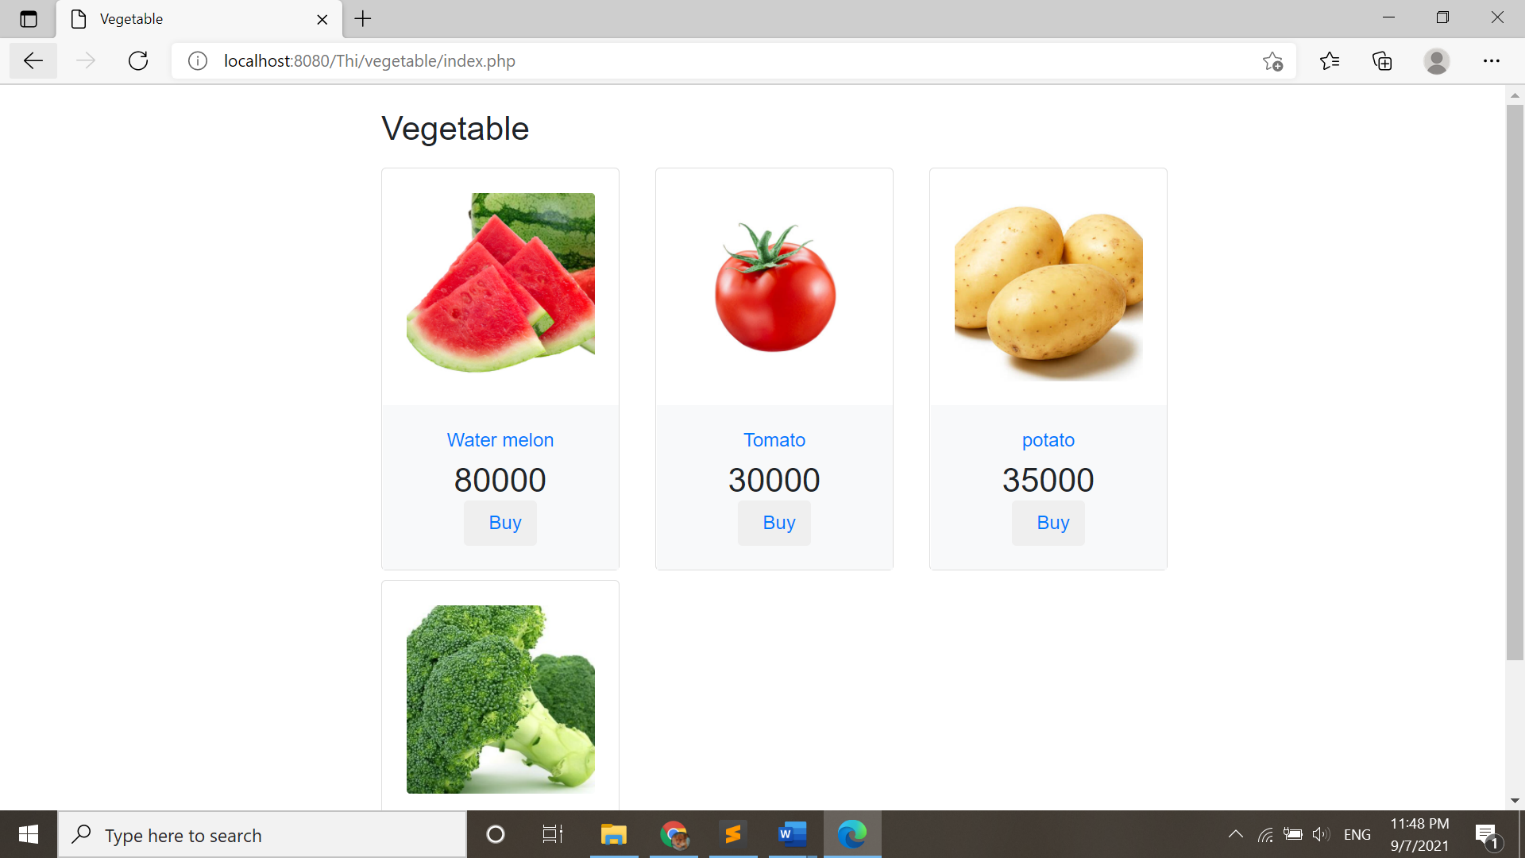 Vegetable
localhost:8080/Thi/vegetable/index.php
Vegetable
Water melon
80000
Buy
Tomato
30000
Buy
potato
35000
Buy
Type here to search
W
ENG
11:48 PM
9/7/2021
1